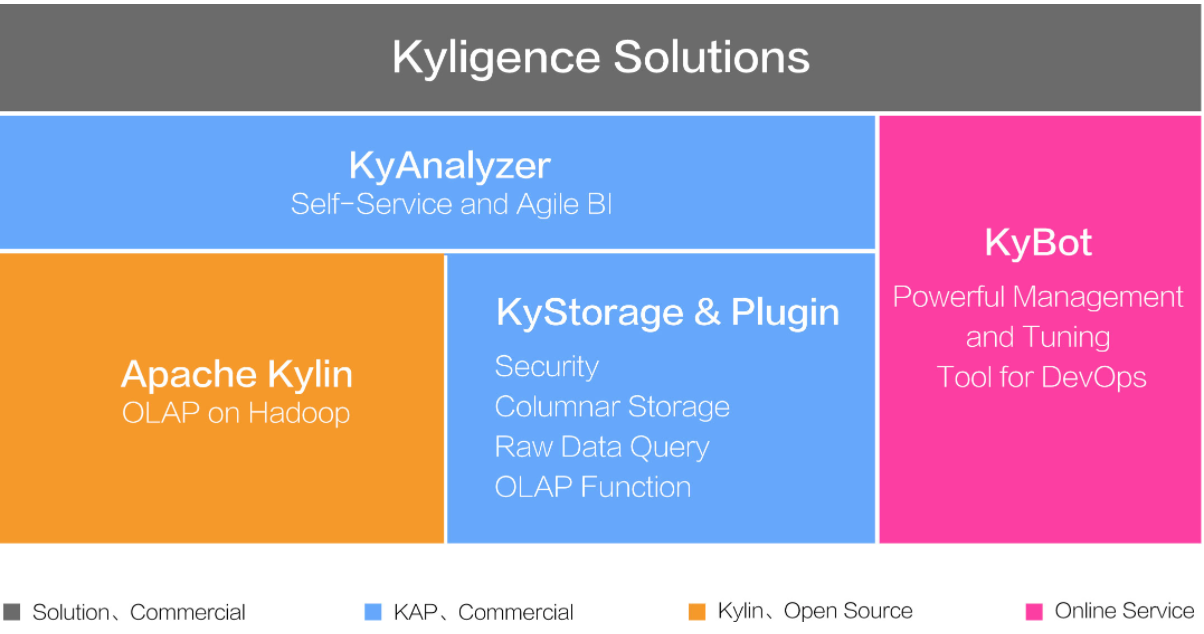 Kyligence Solutions
KyAnalyzer
Self-Service and Agile BI
Apache Kylin
OLAP on Hadoop
KyStorage & Plugin
Security
Columnar Storage
Raw Data Query
OLAP Function
KyBot
Powerful Management
and Tuning
Tool for DevOps
Solution、Commercial
KAP、Commercial
Kylin、Open Source
Online Service